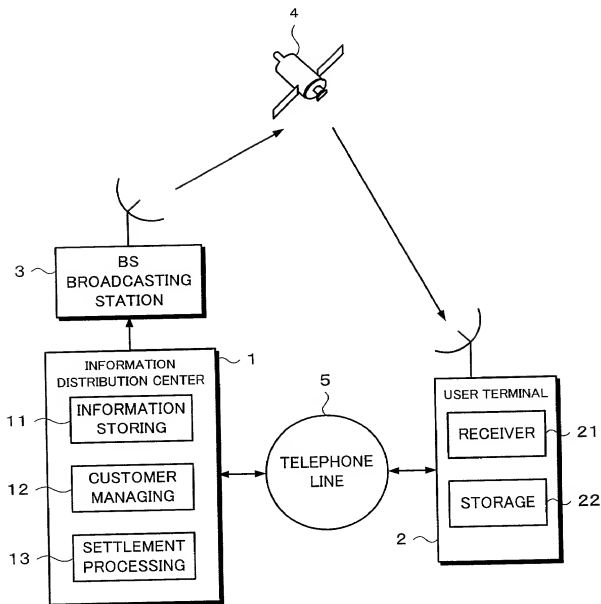 4
3
BS
BROADCASTING
STATION
1
INFORMATION
DISTRIBUTION CENTER
11
INFORMATION
STORING
12
CUSTOMER
MANAGING
13
SETTLEMENT
PROCESSING
5
TELEPHONE
LINE
USER TERMINAL
RECEIVER
21
STORAGE
22
2